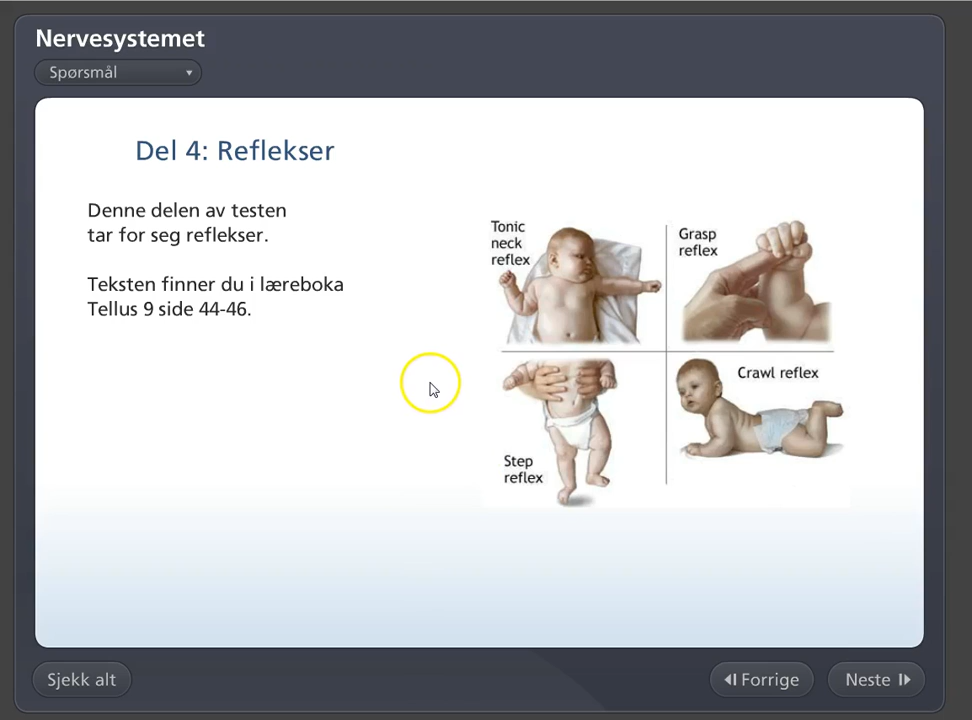 Nervesystemet
Spørsmål
Del 4: Reflekser
Denne delen av testen
tar for seg reflekser.
Teksten finner du i læreboka
Tellus 9 side 44-46.
Tonic
neck
reflex
Grasp
reflex
Step
reflex
Crawl reflex
Sjekk alt
Forrige
Neste